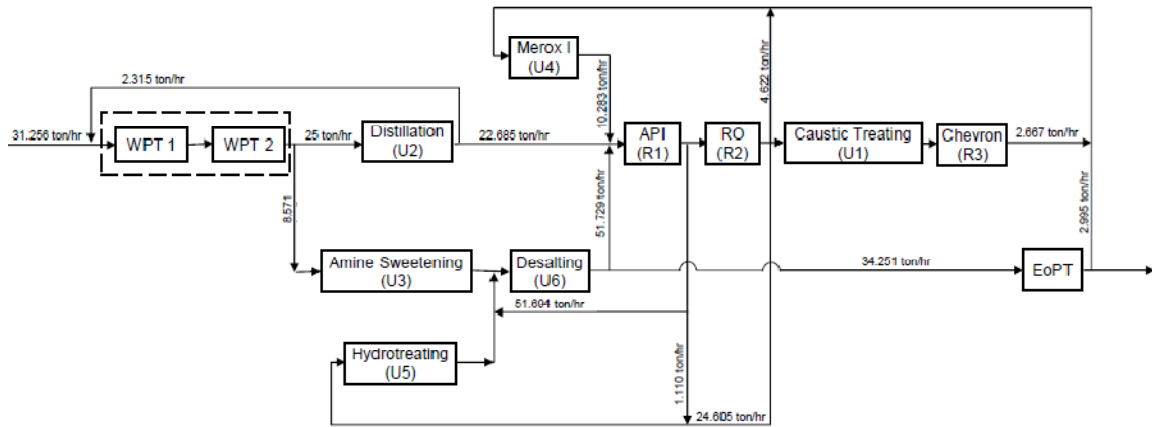 Merox I
(U4)
10.283 ton/hr
4.622 ton/hr
2.315 ton/hr
31.256 ton/hr
WPT 1
WPT 2
25 ton/hr
Distillation
(U2)
22.685 ton/hr
API
(R1)
RO
(R2)
Caustic Treating
(U1)
Chevron
(R3)
2.667 ton/hr
8.571
51.729 ton/hr
2.995 ton/hr
Amine Sweetening
(U3)
Desalting
(U6)
34.251 ton/hr
EoPT
51.694 ton/hr
Hydrotreating
(U5)
1.110 ton/hr
24.605 ton/hr